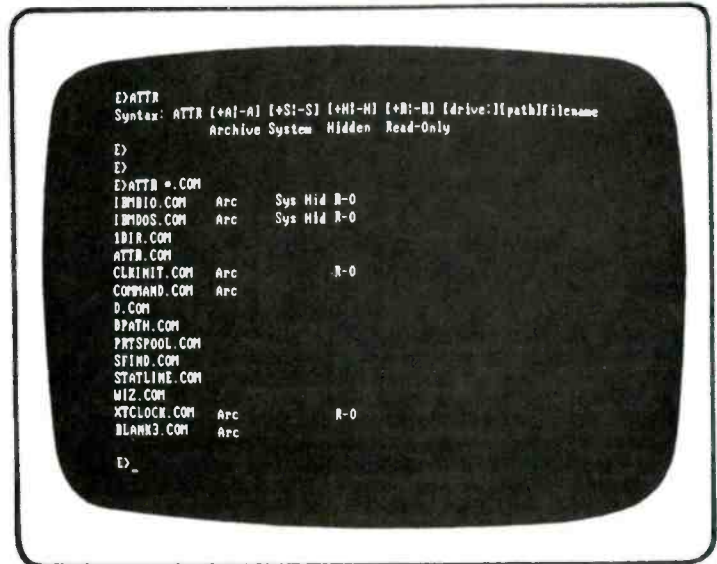 E>ATTR
Syntax: ATTR [+A|-A] [+S|-S] [+H|-H] [+R|-R] [drive:][path]filename
Archive System Hidden Read-Only
E>
E>
E>ATTR *.COM
IBMBIO.COM Arc Sys Hid R-O
IBMDOS.COM Arc Sys Hid R-O
1DIR.COM
ATTR.COM
CLKINIT.COM Arc R-O
COMMAND.COM Arc
D.COM
DPATH.COM
PRTSPOOL.COM
SFIND.COM
STATLINE.COM
WIZ.COM
XTCLOCK.COM Arc R-O
BLANK3.COM Arc
E>_